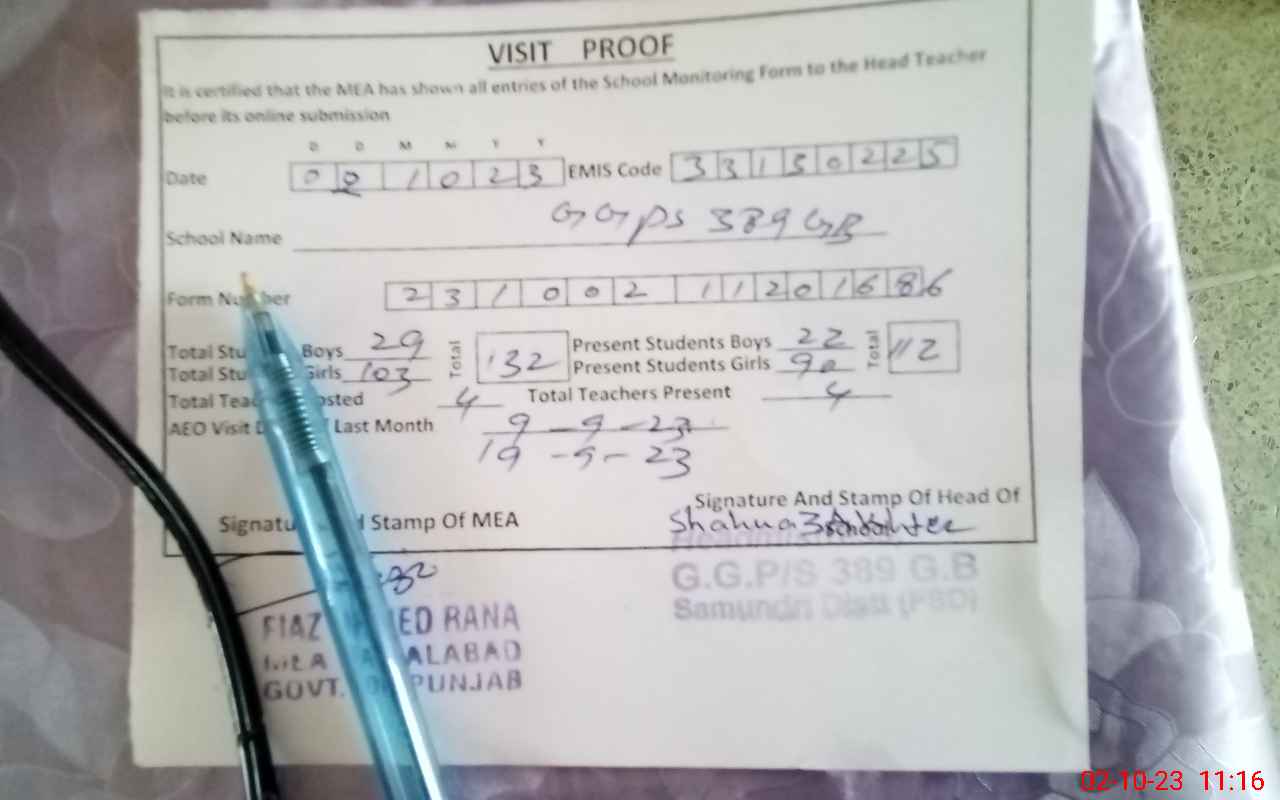 VISIT PROOF
It is certified that the MEA has shown all entries of the School Monitoring Form to the Head Teacher
before its online submission
D D M M Y Y
Date 0 2 1 0 2 3 EMIS Code 3 3 1 5 0 2 2 5
School Name GGPS 389 GB
Form Number 2 3 1 0 0 2 1 1 2 0 1 6 8 6
Total Boys 29 Total 132 Present Students Boys 22 Total 112
Total Girls 103 Present Students Girls 90
Total 4 Total Teachers Present 4
AEO Visit Last Month 9-9-23
19-9-23
Signature And Stamp Of Head Of
Stamp Of MEA
Shahnaz Akhter
G.G.P/S 389 G.B
Samundri Distt (FSD)
FIAZ RANA
MEA
GOVT. PUNJAB
02-10-23 11:16